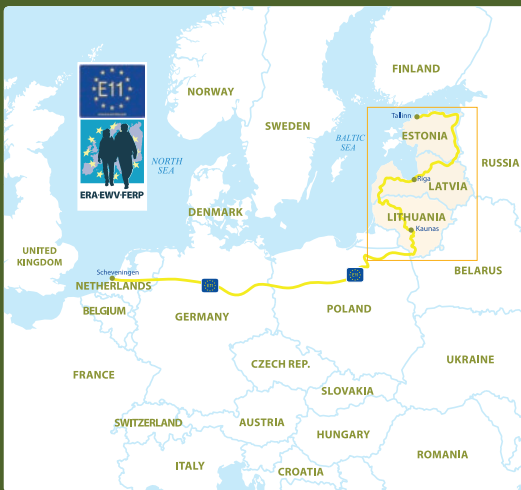 E11
ERA-EWV-FERP
NORWAY
FINLAND
SWEDEN
Tallinn
ESTONIA
BALTIC
SEA
NORTH
SEA
RUSSIA
Riga
LATVIA
DENMARK
LITHUANIA
Kaunas
UNITED
KINGDOM
Scheveningen
NETHERLANDS
E11
BELARUS
BELGIUM
GERMANY
POLAND
CZECH REP.
UKRAINE
FRANCE
SLOVAKIA
SWITZERLAND
AUSTRIA
HUNGARY
ROMANIA
ITALY
CROATIA